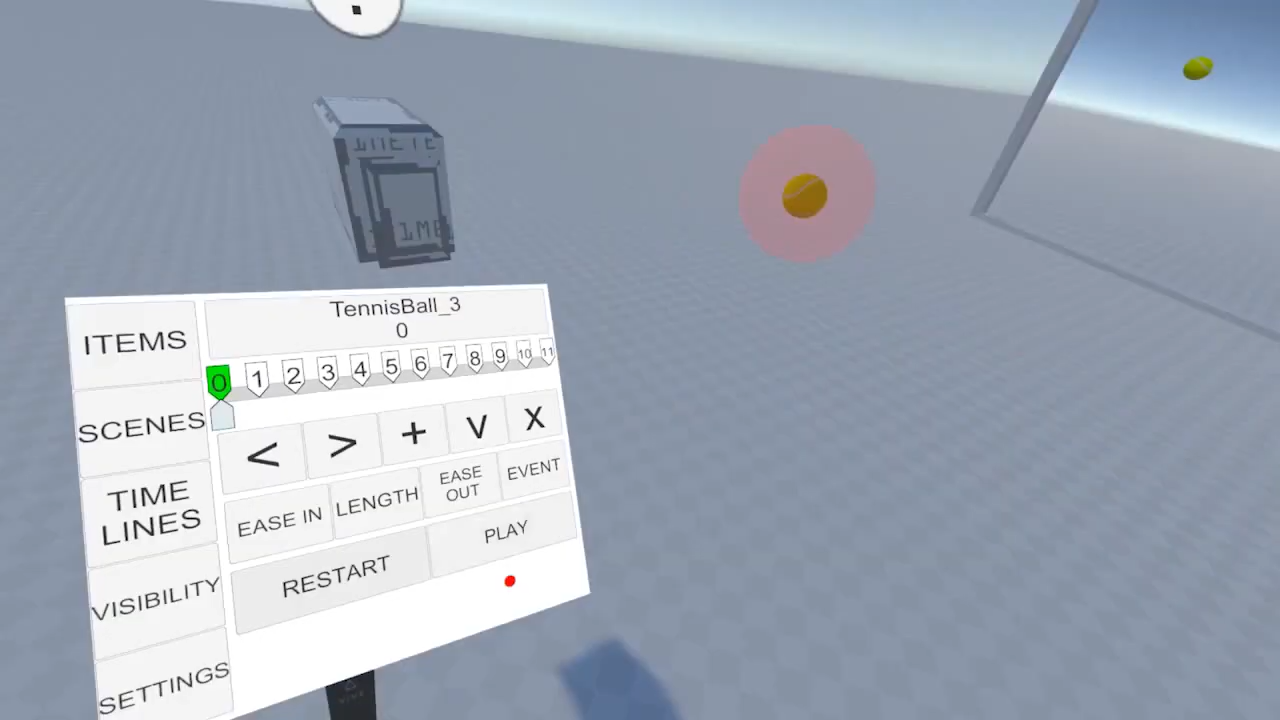 ITEMS
SCENES
TIME
LINES
VISIBILITY
SETTINGS
TennisBall_3
0
0 1 2 3 4 5 6 7 8 9 10 11
< > + v x
EASE IN
LENGTH
EASE
OUT
EVENT
RESTART
PLAY